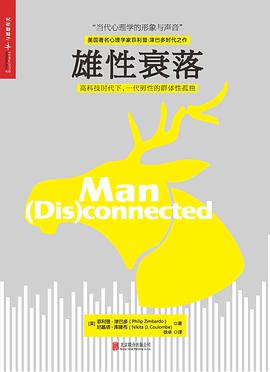 “当代心理学的形象与声音”
美国著名心理学家菲利普·津巴多时代之作
雄性衰落
高科技时代下,一代男性的群体性孤独
Man
(Dis)connected
[美] 菲利普·津巴多(Philip Zimbardo)
尼基塔·库隆布(Nikita D. Coulombe) 著
徐卓 译
北京联合出版公司